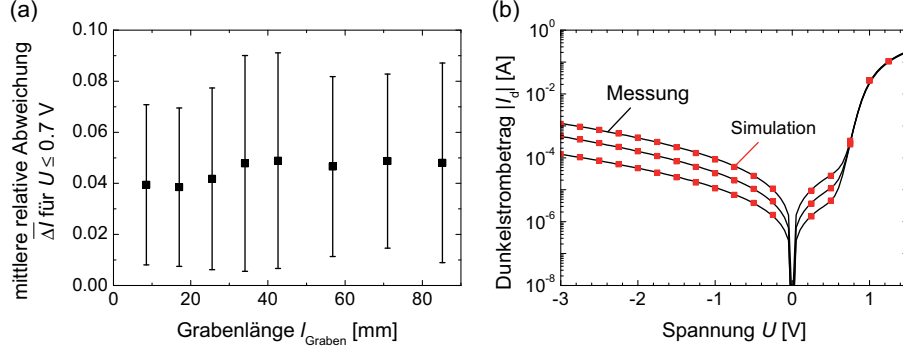 (a)
0.10
0.08
0.06
0.04
0.02
0.00
0
20
40
60
80
mittlere relative Abweichung
ΔI für U ≤ 0.7 V
Grabenlänge lGraben [mm]
(b)
10^0
10^-2
10^-4
10^-6
10^-8
-3
-2
-1
0
1
Dunkelstrombetrag |Id| [A]
Messung
Simulation
Spannung U [V]